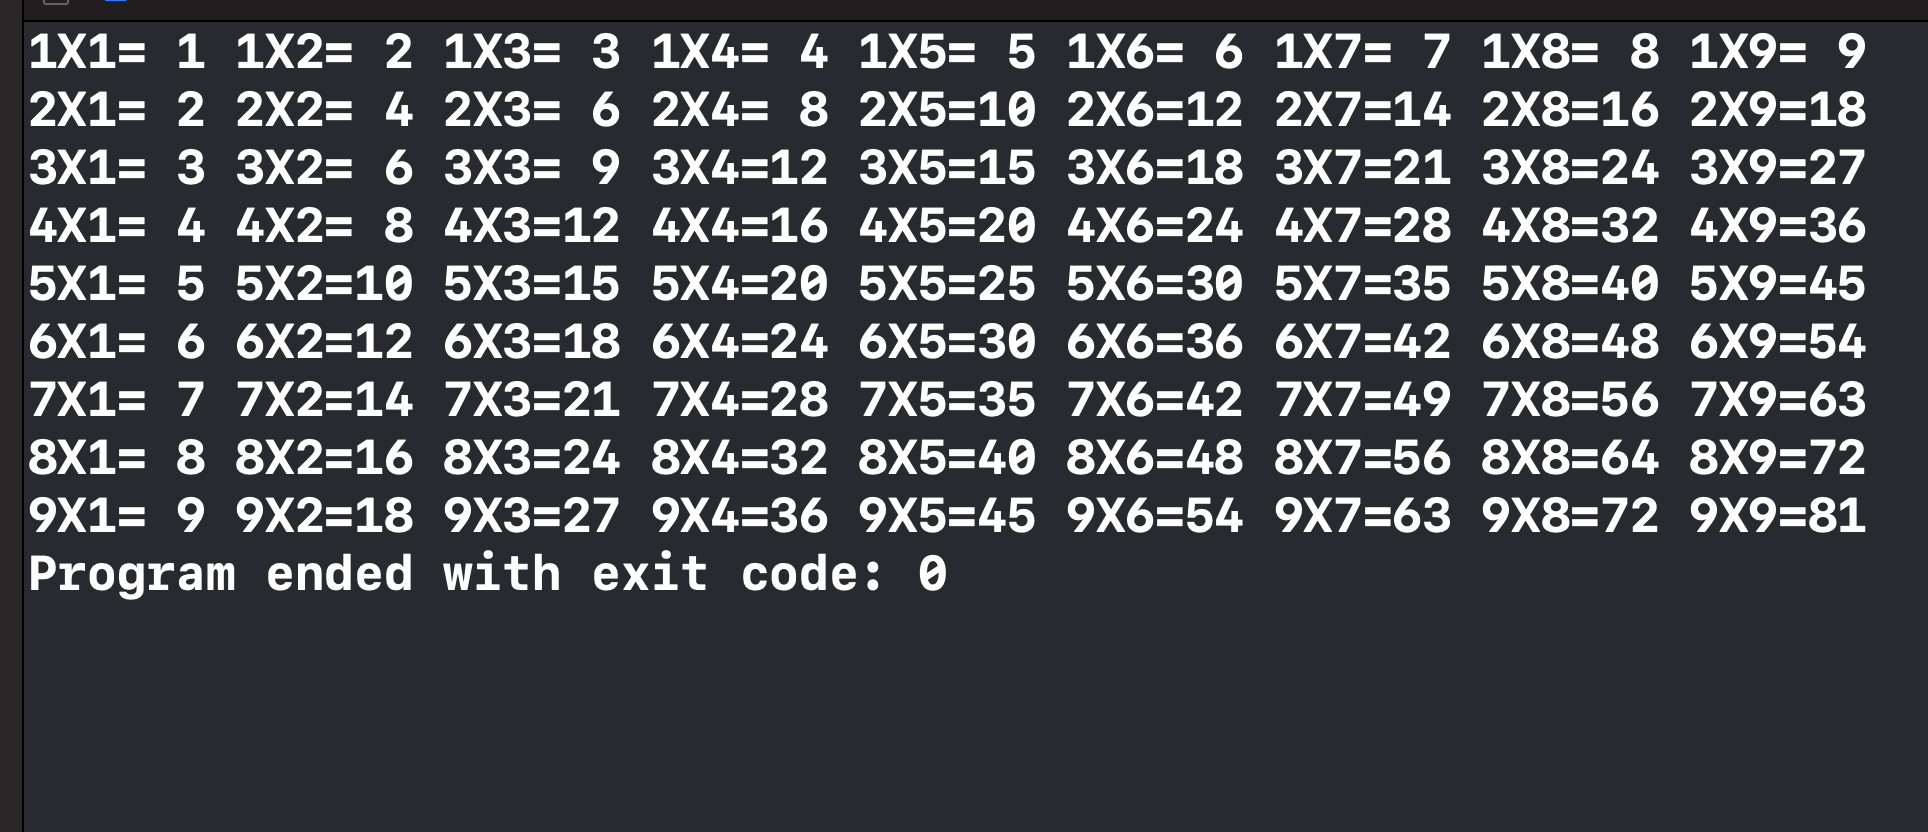 1X1= 1 1X2= 2 1X3= 3 1X4= 4 1X5= 5 1X6= 6 1X7= 7 1X8= 8 1X9= 9
2X1= 2 2X2= 4 2X3= 6 2X4= 8 2X5=10 2X6=12 2X7=14 2X8=16 2X9=18
3X1= 3 3X2= 6 3X3= 9 3X4=12 3X5=15 3X6=18 3X7=21 3X8=24 3X9=27
4X1= 4 4X2= 8 4X3=12 4X4=16 4X5=20 4X6=24 4X7=28 4X8=32 4X9=36
5X1= 5 5X2=10 5X3=15 5X4=20 5X5=25 5X6=30 5X7=35 5X8=40 5X9=45
6X1= 6 6X2=12 6X3=18 6X4=24 6X5=30 6X6=36 6X7=42 6X8=48 6X9=54
7X1= 7 7X2=14 7X3=21 7X4=28 7X5=35 7X6=42 7X7=49 7X8=56 7X9=63
8X1= 8 8X2=16 8X3=24 8X4=32 8X5=40 8X6=48 8X7=56 8X8=64 8X9=72
9X1= 9 9X2=18 9X3=27 9X4=36 9X5=45 9X6=54 9X7=63 9X8=72 9X9=81
Program ended with exit code: 0